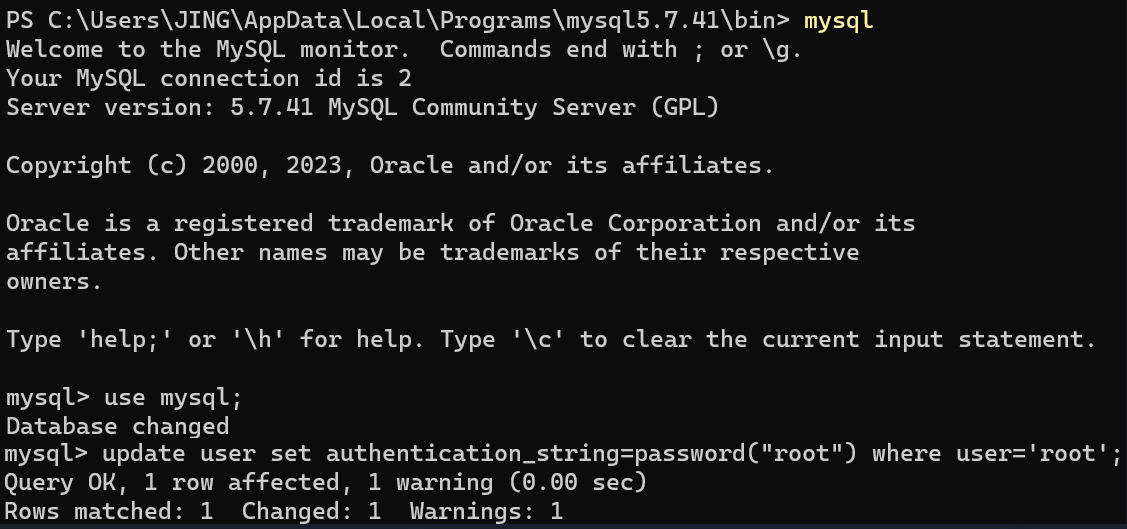 PS C:\Users\JING\AppData\Local\Programs\mysql5.7.41\bin> mysql
Welcome to the MySQL monitor.  Commands end with ; or \g.
Your MySQL connection id is 2
Server version: 5.7.41 MySQL Community Server (GPL)
Copyright (c) 2000, 2023, Oracle and/or its affiliates.
Oracle is a registered trademark of Oracle Corporation and/or its
affiliates. Other names may be trademarks of their respective
owners.
Type 'help;' or '\h' for help. Type '\c' to clear the current input statement.
mysql> use mysql;
Database changed
mysql> update user set authentication_string=password("root") where user='root';
Query OK, 1 row affected, 1 warning (0.00 sec)
Rows matched: 1  Changed: 1  Warnings: 1